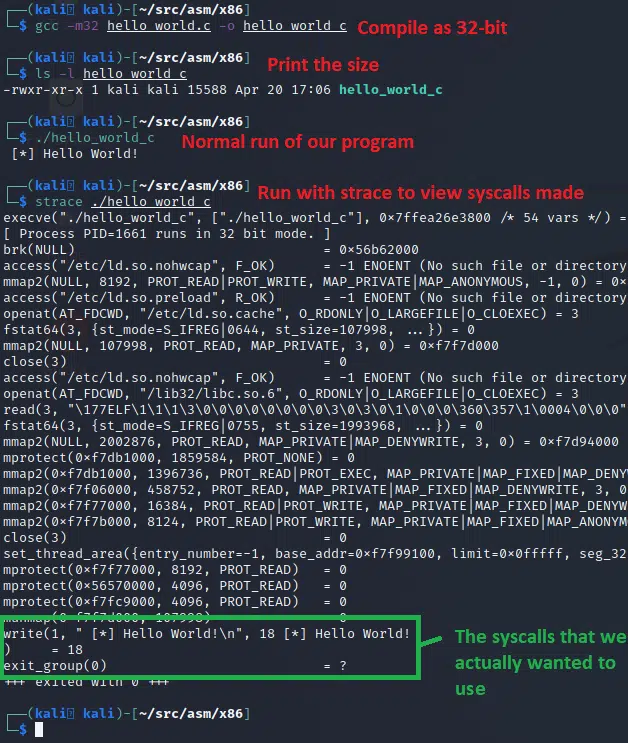 (kali㉿ kali)-[~/src/asm/x86]
$ gcc -m32 hello_world.c -o hello_world_c Compile as 32-bit
(kali㉿ kali)-[~/src/asm/x86]
Print the size
$ ls -l hello_world_c
-rwxr-xr-x 1 kali kali 15588 Apr 20 17:06 hello_world_c
(kali㉿ kali)-[~/src/asm/x86]
$ ./hello_world_c Normal run of our program
[*] Hello World!
(kali㉿ kali)-[~/src/asm/x86]
$ strace ./hello_world_c Run with strace to view syscalls made
execve("./hello_world_c", ["./hello_world_c"], 0x7ffea26e3800 /* 54 vars */) =
[ Process PID=1661 runs in 32 bit mode. ]
brk(NULL) = 0x56b62000
access("/etc/ld.so.nohwcap", F_OK) = -1 ENOENT (No such file or directory
mmap2(NULL, 8192, PROT_READ|PROT_WRITE, MAP_PRIVATE|MAP_ANONYMOUS, -1, 0) = 0x
access("/etc/ld.so.preload", R_OK) = -1 ENOENT (No such file or directory
openat(AT_FDCWD, "/etc/ld.so.cache", O_RDONLY|O_LARGEFILE|O_CLOEXEC) = 3
fstat64(3, {st_mode=S_IFREG|0644, st_size=107998, ...}) = 0
mmap2(NULL, 107998, PROT_READ, MAP_PRIVATE, 3, 0) = 0xf7f7d000
close(3) = 0
access("/etc/ld.so.nohwcap", F_OK) = -1 ENOENT (No such file or directory
openat(AT_FDCWD, "/lib32/libc.so.6", O_RDONLY|O_LARGEFILE|O_CLOEXEC) = 3
read(3, "\177ELF\1\1\1\3\0\0\0\0\0\0\0\0\3\0\3\0\1\0\0\0\360\357\1\0004\0\0\0"
fstat64(3, {st_mode=S_IFREG|0755, st_size=1993968, ...}) = 0
mmap2(NULL, 2002876, PROT_READ, MAP_PRIVATE|MAP_DENYWRITE, 3, 0) = 0xf7d94000
mprotect(0xf7db1000, 1859584, PROT_NONE) = 0
mmap2(0xf7db1000, 1396736, PROT_READ|PROT_EXEC, MAP_PRIVATE|MAP_FIXED|MAP_DENY
mmap2(0xf7f06000, 458752, PROT_READ, MAP_PRIVATE|MAP_FIXED|MAP_DENYWRITE, 3, 0
mmap2(0xf7f77000, 16384, PROT_READ|PROT_WRITE, MAP_PRIVATE|MAP_FIXED|MAP_DENYW
mmap2(0xf7f7b000, 8124, PROT_READ|PROT_WRITE, MAP_PRIVATE|MAP_FIXED|MAP_ANONYM
close(3) = 0
set_thread_area({entry_number=-1, base_addr=0xf7f99100, limit=0x0fffff, seg_32
mprotect(0xf7f77000, 8192, PROT_READ) = 0
mprotect(0x56570000, 4096, PROT_READ) = 0
mprotect(0xf7fc9000, 4096, PROT_READ) = 0
munmap(0xf7f7d000, 107998) = 0
write(1, " [*] Hello World!\n", 18 [*] Hello World!
) = 18
exit_group(0) = ?
+++ exited with 0 +++
The syscalls that we
actually wanted to
use
(kali㉿ kali)-[~/src/asm/x86]
$